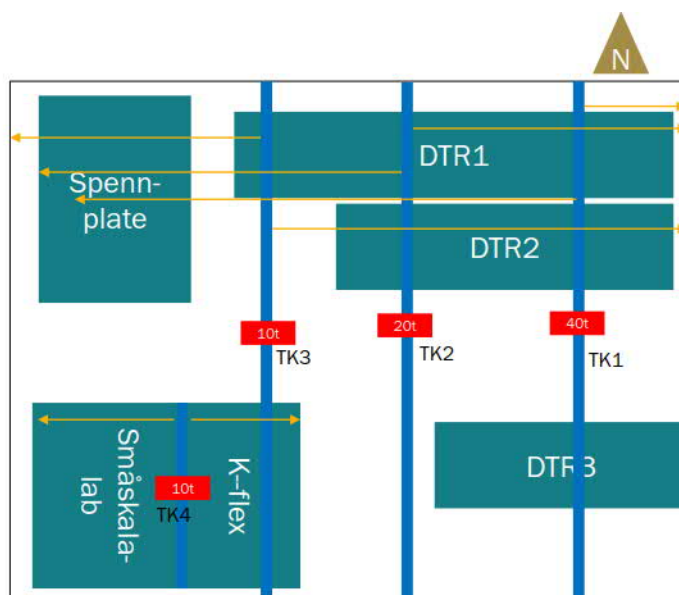 N
DTR1
Spenn-
plate
DTR2
10t
20t
40t
TK3
TK2
TK1
Småskala-
lab
K–flex
10t
TK4
DTR3